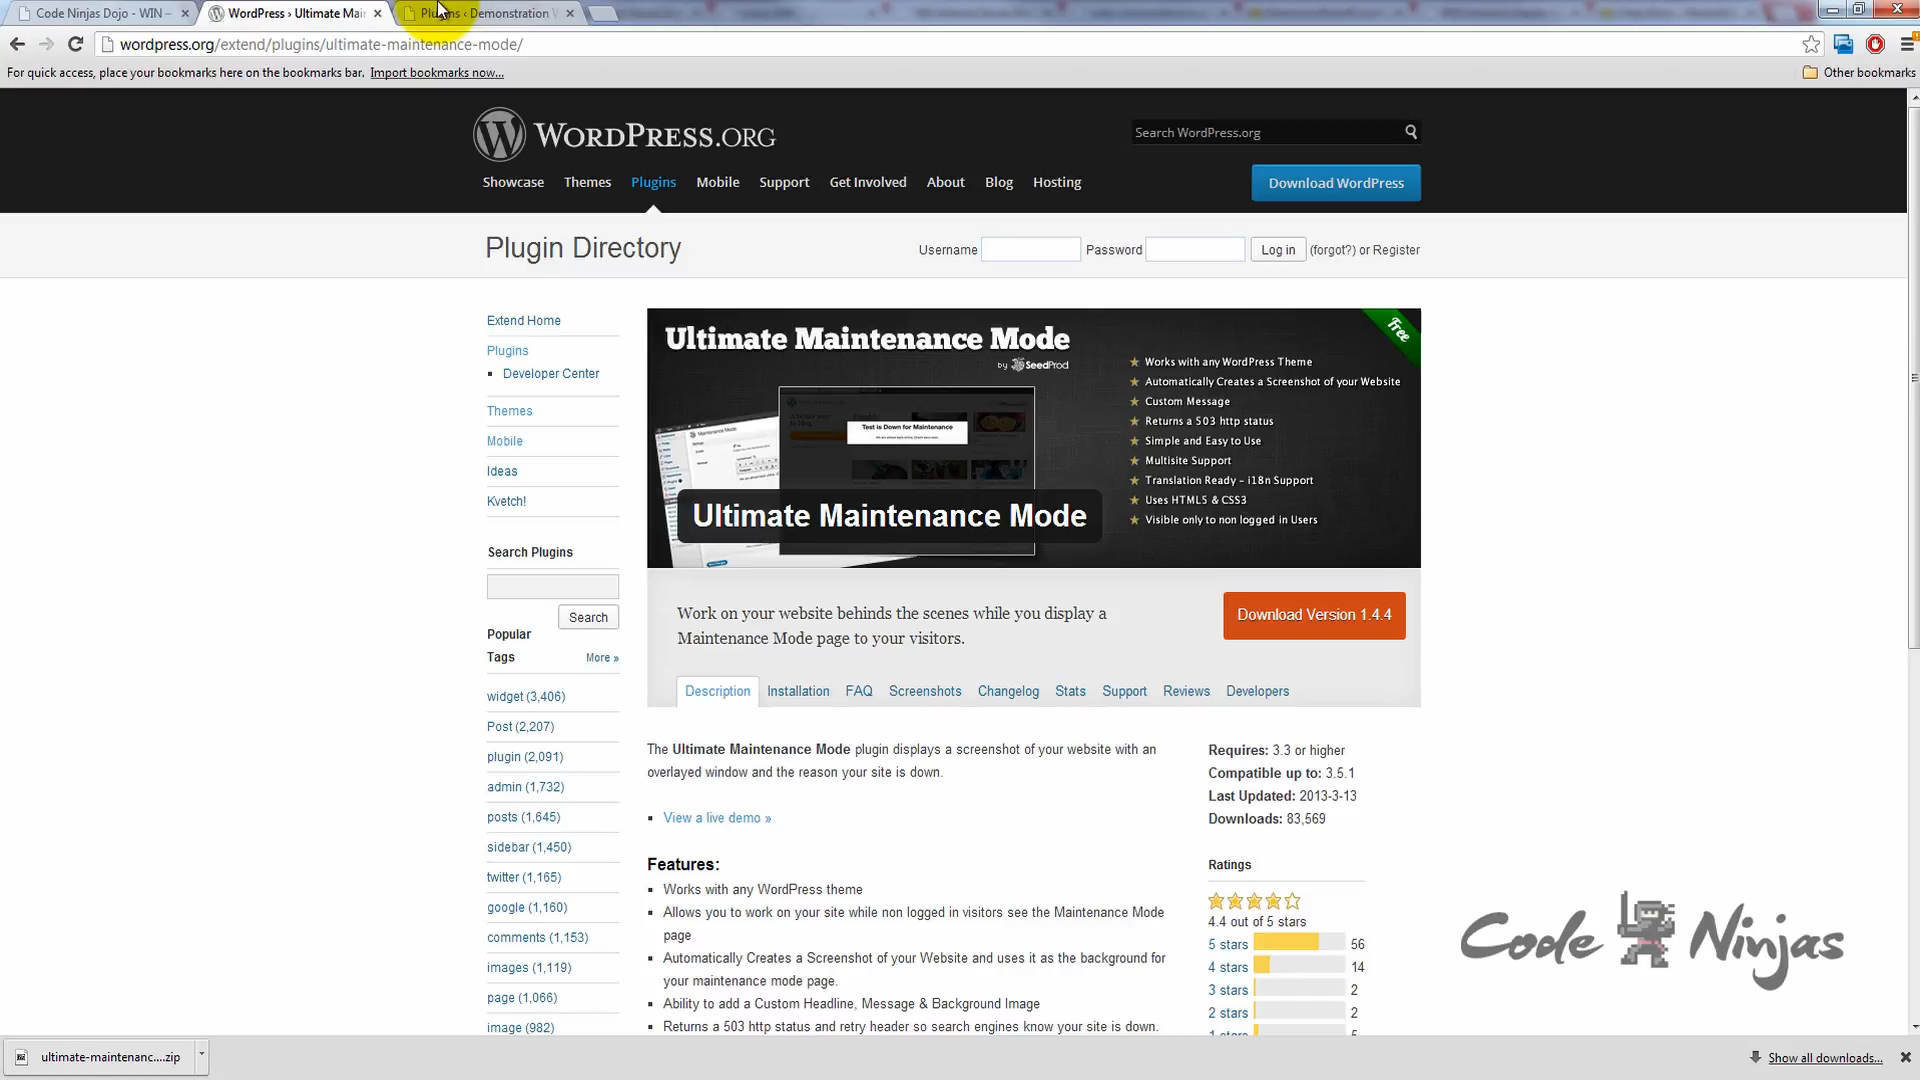 Code Ninjas Dojo - WIN –
WordPress › Ultimate Mai
Plugins ‹ Demonstration
wordpress.org/extend/plugins/ultimate-maintenance-mode/
For quick access, place your bookmarks here on the bookmarks bar. Import bookmarks now...
Other bookmarks
WORDPRESS.ORG
Search WordPress.org
Showcase Themes Plugins Mobile Support Get Involved About Blog Hosting
Download WordPress
Plugin Directory
Username Password Log in (forgot?) or Register
Extend Home
Plugins
Developer Center
Themes
Mobile
Ideas
Kvetch!
Search Plugins
Search
Popular
Tags More »
widget (3,406)
Post (2,207)
plugin (2,091)
admin (1,732)
posts (1,645)
sidebar (1,450)
twitter (1,165)
google (1,160)
comments (1,153)
images (1,119)
page (1,066)
image (982)
Ultimate Maintenance Mode
by SeedProd
Free
Works with any WordPress Theme
Automatically Creates a Screenshot of your Website
Custom Message
Returns a 503 http status
Simple and Easy to Use
Multisite Support
Translation Ready – i18n Support
Uses HTML5 & CSS3
Visible only to non logged in Users
Test is Down for Maintenance
Ultimate Maintenance Mode
Work on your website behinds the scenes while you display a
Maintenance Mode page to your visitors.
Download Version 1.4.4
Description Installation FAQ Screenshots Changelog Stats Support Reviews Developers
The Ultimate Maintenance Mode plugin displays a screenshot of your website with an
overlayed window and the reason your site is down.
View a live demo »
Features:
Works with any WordPress theme
Allows you to work on your site while non logged in visitors see the Maintenance Mode
page
Automatically Creates a Screenshot of your Website and uses it as the background for
your maintenance mode page.
Ability to add a Custom Headline, Message & Background Image
Returns a 503 http status and retry header so search engines know your site is down.
Requires: 3.3 or higher
Compatible up to: 3.5.1
Last Updated: 2013-3-13
Downloads: 83,569
Ratings
4.4 out of 5 stars
5 stars 56
4 stars 14
3 stars 2
2 stars 2
1 stars 5
Code Ninjas
ultimate-maintenanc....zip
Show all downloads...